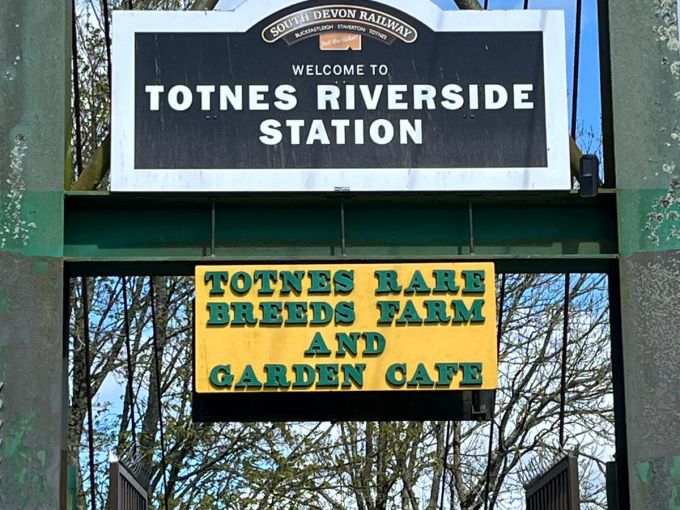 SOUTH DEVON RAILWAY
BUCKFASTLEIGH STAVERTON TOTNES
WELCOME TO
TOTNES RIVERSIDE
STATION
TOTNES RARE
BREEDS FARM
AND
GARDEN CAFE